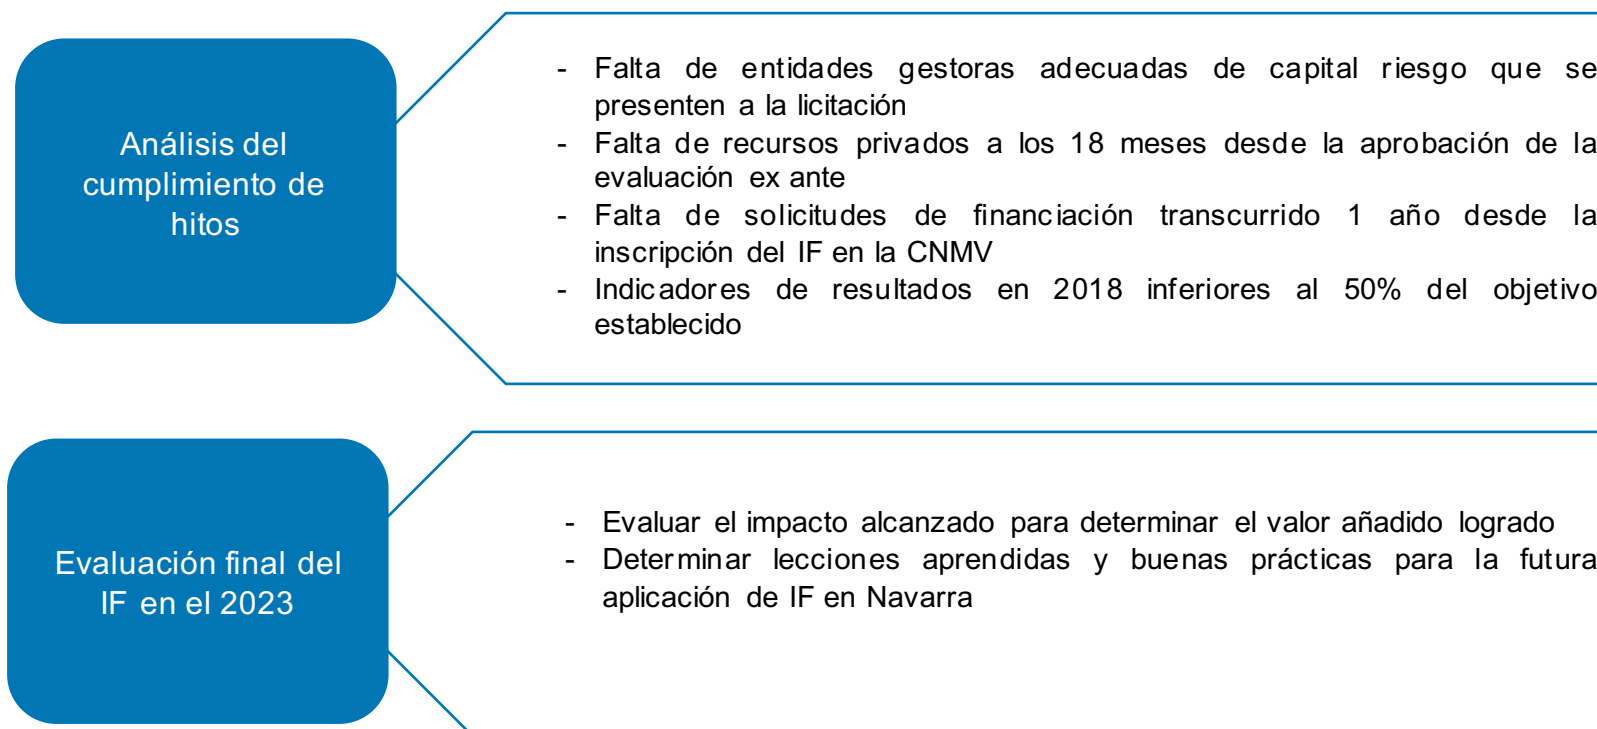 Análisis del
cumplimiento de
hitos
- Falta de entidades gestoras adecuadas de capital riesgo que se
presenten a la licitación
- Falta de recursos privados a los 18 meses desde la aprobación de la
evaluación ex ante
- Falta de solicitudes de financiación transcurrido 1 año desde la
inscripción del IF en la CNMV
- Indicadores de resultados en 2018 inferiores al 50% del objetivo
establecido
Evaluación final del
IF en el 2023
- Evaluar el impacto alcanzado para determinar el valor añadido logrado
- Determinar lecciones aprendidas y buenas prácticas para la futura
aplicación de IF en Navarra